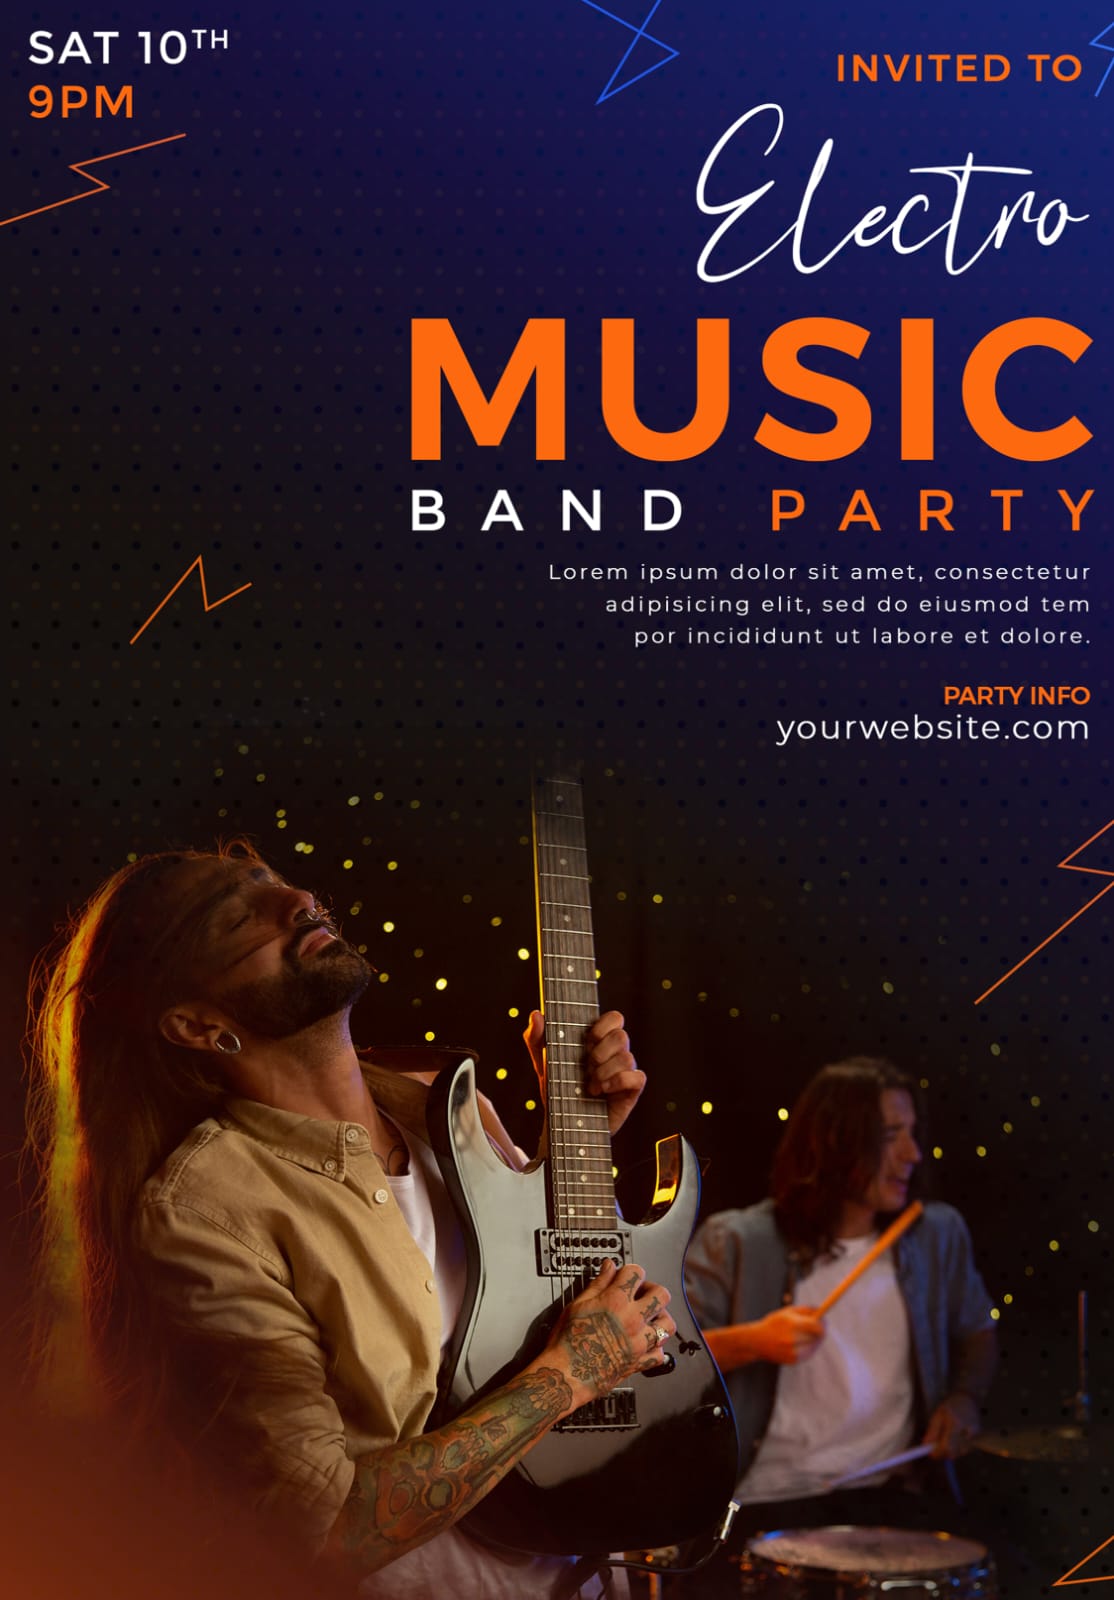 SAT 10TH
9PM
INVITED TO
Electro
MUSIC
BAND PARTY
Lorem ipsum dolor sit amet, consectetur
adipisicing elit, sed do eiusmod tem
por incididunt ut labore et dolore.
PARTY INFO
yourwebsite.com